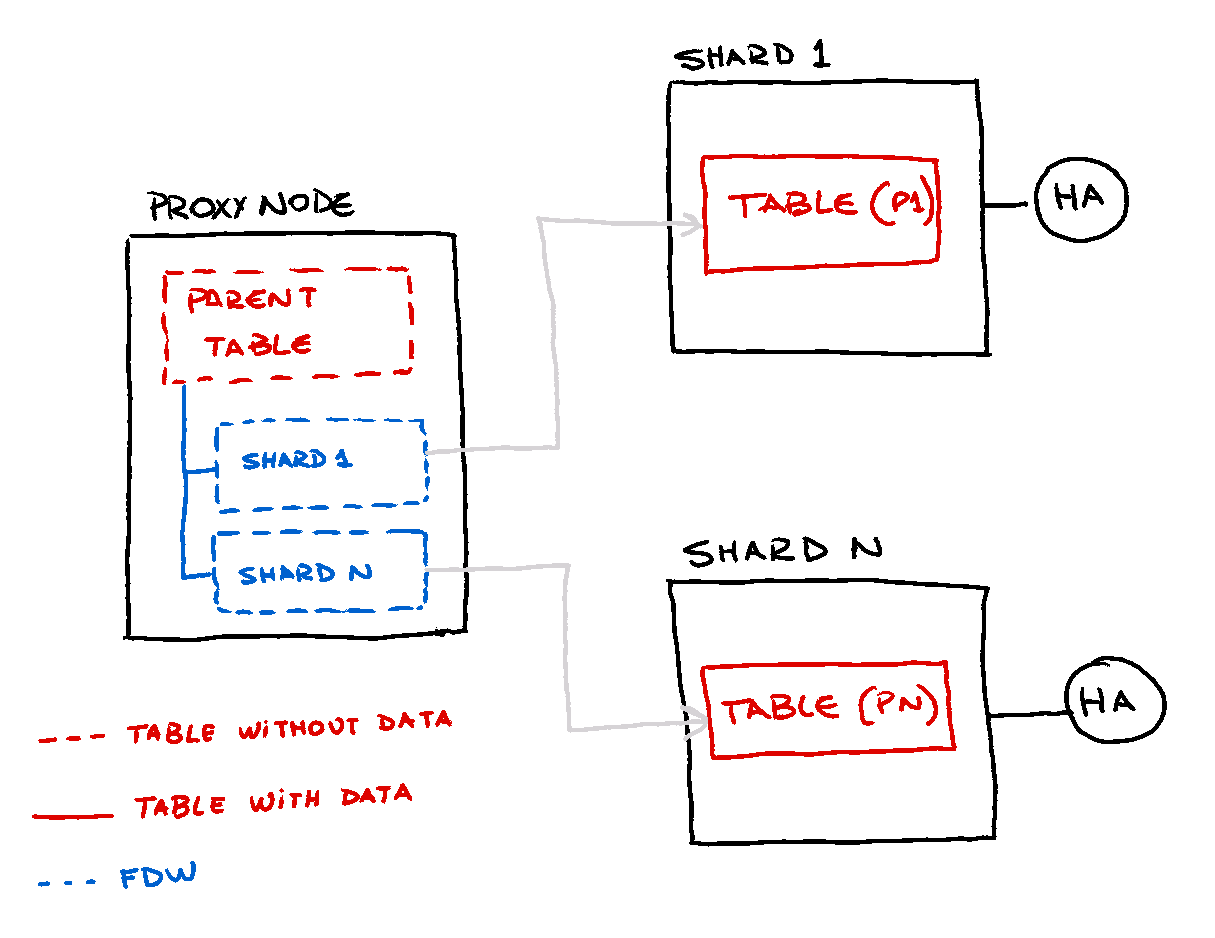 SHARD 1
TABLE (P1)
HA
PROXY NODE
PARENT
TABLE
SHARD 1
SHARD N
SHARD N
TABLE (PN)
HA
TABLE WiTHOUT DATA
TABLE WiTH DATA
FDW